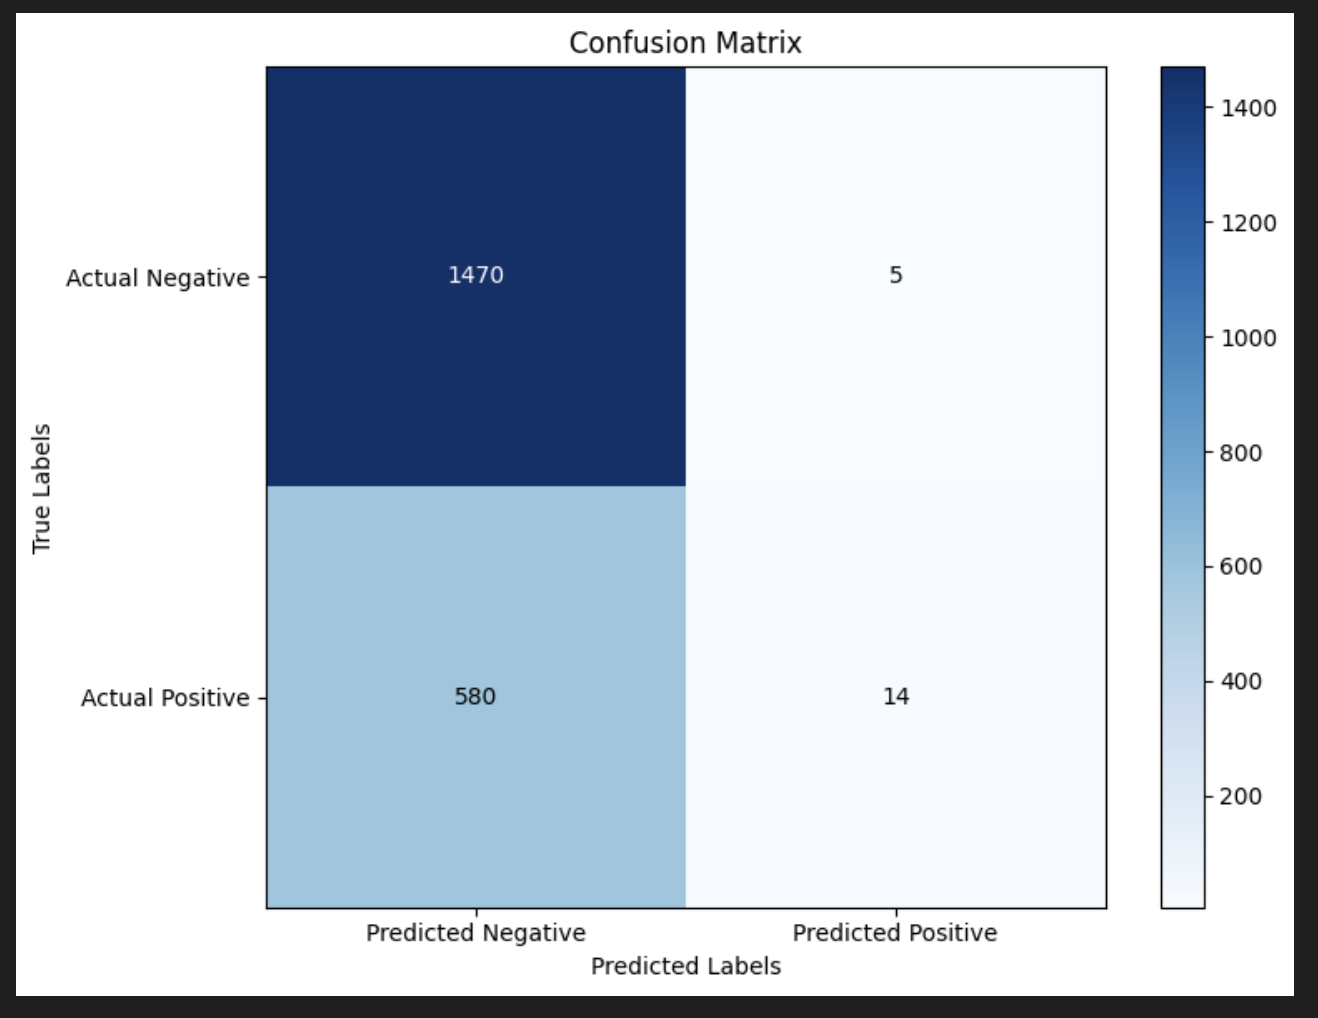 Confusion Matrix
1400
1200
1000
800
600
400
200
Actual Negative
1470
5
True Labels
Actual Positive
580
14
Predicted Negative
Predicted Positive
Predicted Labels